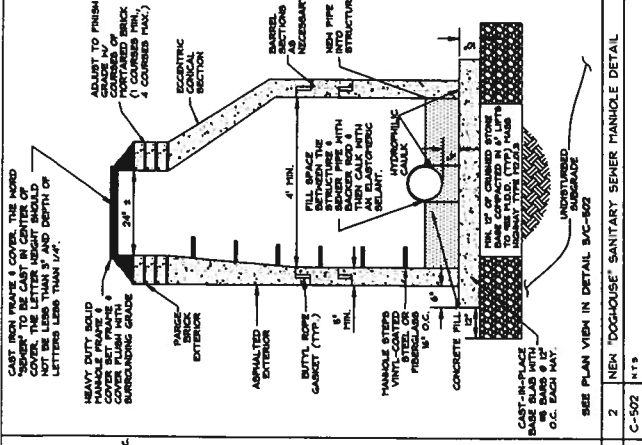 CAST IRON FRAME & COVER. THE WORD
"SEWER" TO BE CAST IN CENTER OF
COVER. THE LETTER HEIGHT SHOULD
NOT BE LESS THAN 3" AND DEPTH OF
LETTERS LESS THAN 1/4".
HEAVY DUTY SOLID
MANHOLE FRAME &
COVER SET FRAME &
COVER FLUSH WITH
SURROUNDING GRADE
24" ±
ADJUST TO FINISH
GRADE W/
COURSES OF
MORTARED BRICK
(1 COURSES MIN.,
4 COURSES MAX.)
PARGE-
BRICK
EXTERIOR
ECCENTRIC
CONICAL
SECTION
ASPHALTED
EXTERIOR
4' MIN.
BARREL
SECTIONS
AS
NECESSARY
BUTYL ROPE
GASKET (TYP.)
MIN.
FILL SPACE
BETWEEN THE
STRUCTURE &
SEWER PIPE WITH
BACKER ROD &
THEN CALK WITH
AN ELASTOMERIC
SELANT.
NEW PIPE
INTO
STRUCTURE
MANHOLE STEPS
VINYL-COATED
STEEL OR
FIBERGLASS
16" O.C.
HYDROPHILIC
CAULK
6"
CONCRETE FILL
12"
CAST-IN-PLACE
BASE SLAB WITH
BARS @ 12"
O.C. EACH WAY.
MIN. 12" OF CRUSHED STONE
BASE COMPACTED IN 6" LIFTS
TO 95% M.D.D. (TYP.) MASS
HIGHWAY TYPE
UNDISTURBED
SUBGRADE
SEE PLAN VIEW IN DETAIL 3/C-502
2 NEW "DOGHOUSE" SANITARY SEWER MANHOLE DETAIL
C-502 NTS